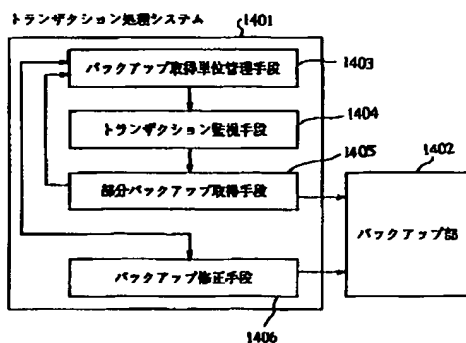 トランザクション処理システム
1401
バックアップ取得単位管理手段
1403
トランザクション監視手段
1404
部分バックアップ取得手段
1405
1402
バックアップ部
バックアップ修正手段
1406